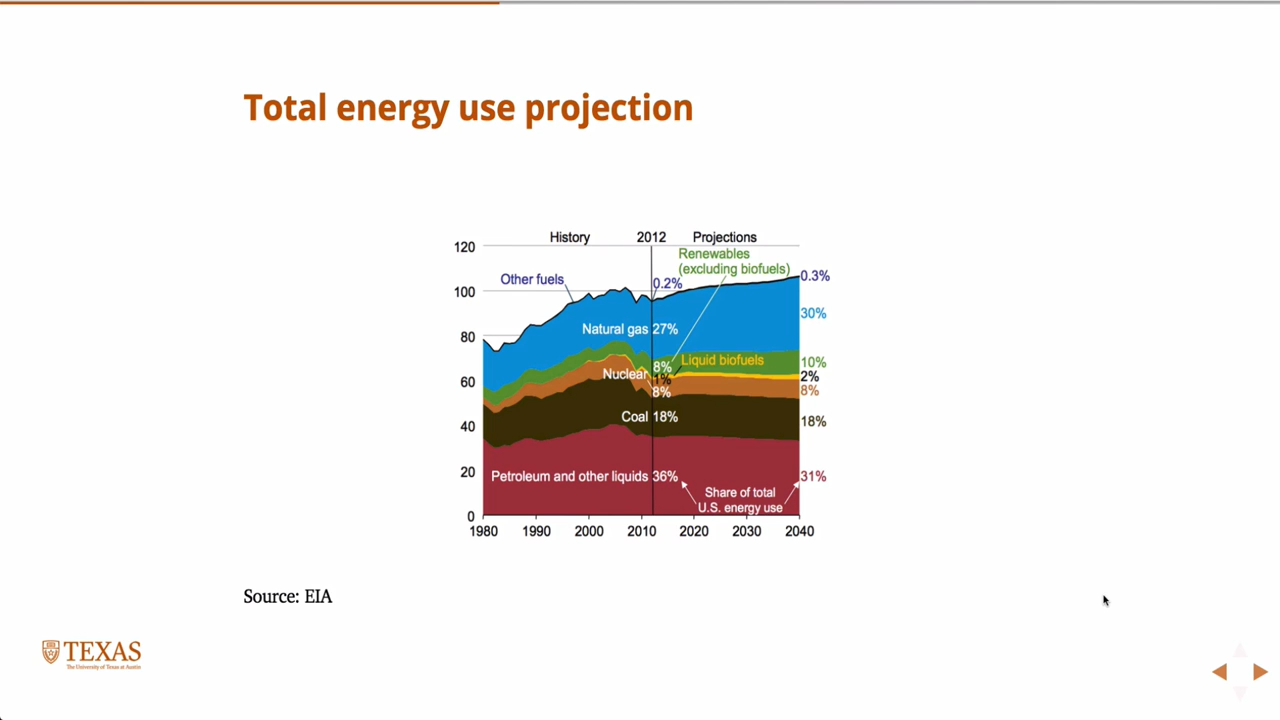 Total energy use projection
History 2012 Projections
120
100
80
60
40
20
0
Renewables
(excluding biofuels)
Other fuels 0.2% 0.3%
Natural gas 27% 30%
8% Liquid biofuels 10%
Nuclear 1% 2%
8% 8%
Coal 18% 18%
Petroleum and other liquids 36% 31%
Share of total
U.S. energy use
1980 1990 2000 2010 2020 2030 2040
Source: EIA
TEXAS
The University of Texas at Austin